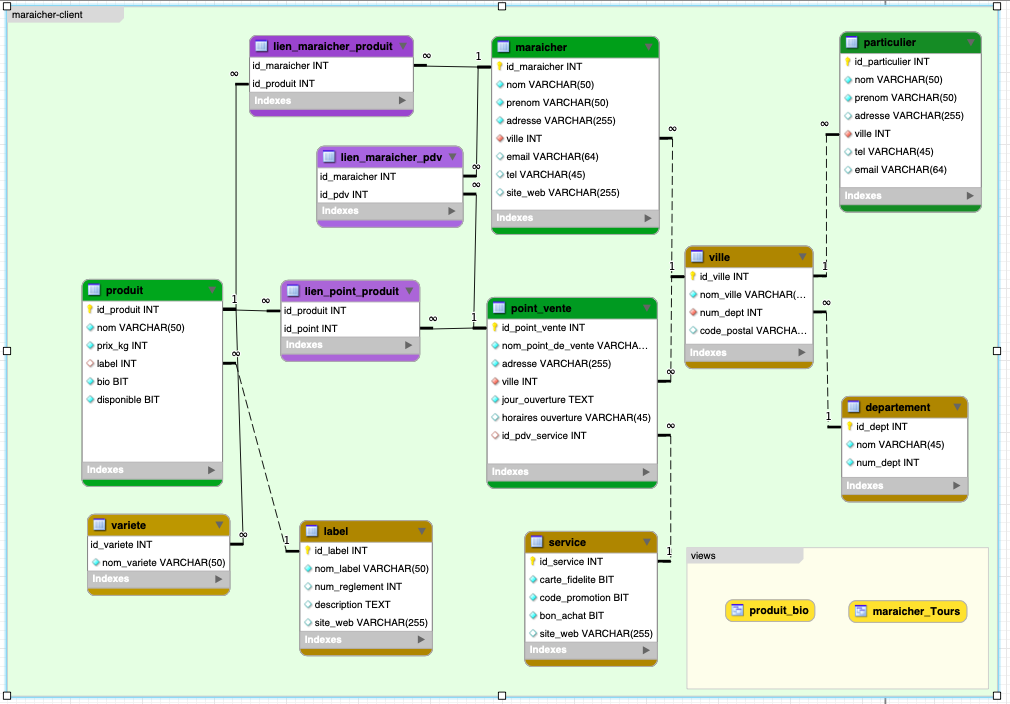 maraicher-client
lien_maraicher_produit
id_maraicher INT
id_produit INT
Indexes
∞
∞
1
maraicher
id_maraicher INT
nom VARCHAR(50)
prenom VARCHAR(50)
adresse VARCHAR(255)
ville INT
email VARCHAR(64)
tel VARCHAR(45)
site_web VARCHAR(255)
Indexes
∞
particulier
id_particulier INT
nom VARCHAR(50)
prenom VARCHAR(50)
adresse VARCHAR(255)
ville INT
tel VARCHAR(45)
email VARCHAR(64)
Indexes
∞
lien_maraicher_pdv
id_maraicher INT
id_pdv INT
Indexes
∞
∞
ville
id_ville INT
nom_ville VARCHAR(...
num_dept INT
code_postal VARCHA...
Indexes
1
1
∞
produit
id_produit INT
nom VARCHAR(50)
prix_kg INT
label INT
bio BIT
disponible BIT
Indexes
1
∞
∞
lien_point_produit
id_produit INT
id_point INT
Indexes
∞
1
point_vente
id_point_vente INT
nom_point_de_vente VARCHA...
adresse VARCHAR(255)
ville INT
jour_ouverture TEXT
horaires ouverture VARCHAR(45)
id_pdv_service INT
Indexes
∞
∞
departement
id_dept INT
nom VARCHAR(45)
num_dept INT
Indexes
1
variete
id_variete INT
nom_variete VARCHAR(50)
Indexes
∞
label
id_label INT
nom_label VARCHAR(50)
num_reglement INT
description TEXT
site_web VARCHAR(255)
Indexes
1
service
id_service INT
carte_fidelite BIT
code_promotion BIT
bon_achat BIT
site_web VARCHAR(255)
Indexes
1
views
produit_bio
maraicher_Tours